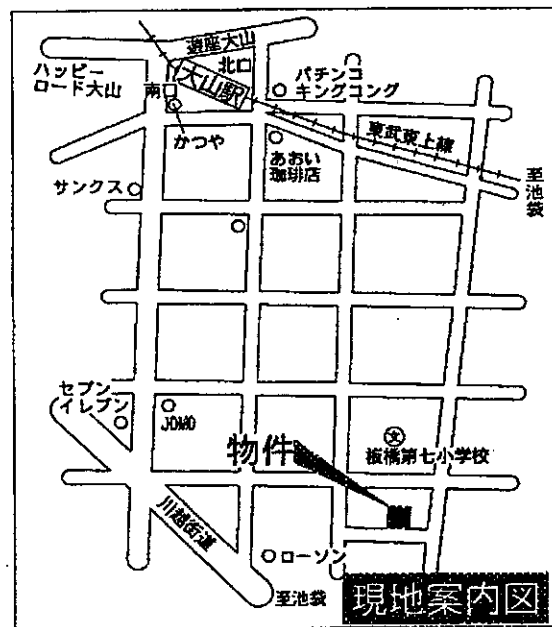 遊座大山
北口
ハッピー
ロード大山
大山駅
南口
パチンコ
キングコング
かつや
東武東上線
あおい
珈琲店
至池袋
サンクス
セブン
イレブン
JOMO
文
板橋第七小学校
物件
川越街道
ローソン
至池袋
現地案内図